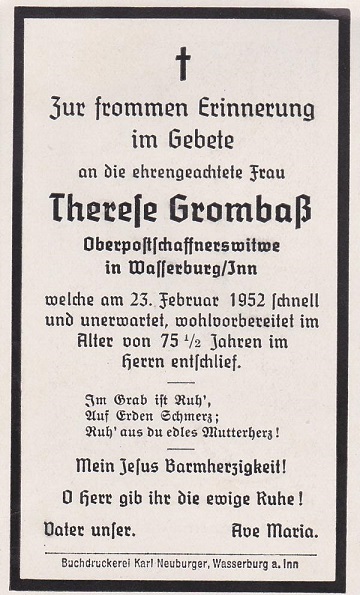 Zur frommen Erinnerung
im Gebete
an die ehrengeachtete Frau
Thereſe Grombaß
Oberpoſtſchaffnerswitwe
in Waſſerburg/Inn
welche am 23. Februar 1952 ſchnell
und unerwartet, wohlvorbereitet im
Alter von 75 ½ Jahren im
Herrn entſchlief.
Im Grab iſt Ruh',
Auf Erden Schmerz;
Ruh' aus du edles Mutterherz!
Mein Jeſus Barmherzigkeit!
O Herr gib ihr die ewige Ruhe!
Vater unſer. Ave Maria.
Buchdruckerei Karl Neuburger, Wasserburg a. Inn